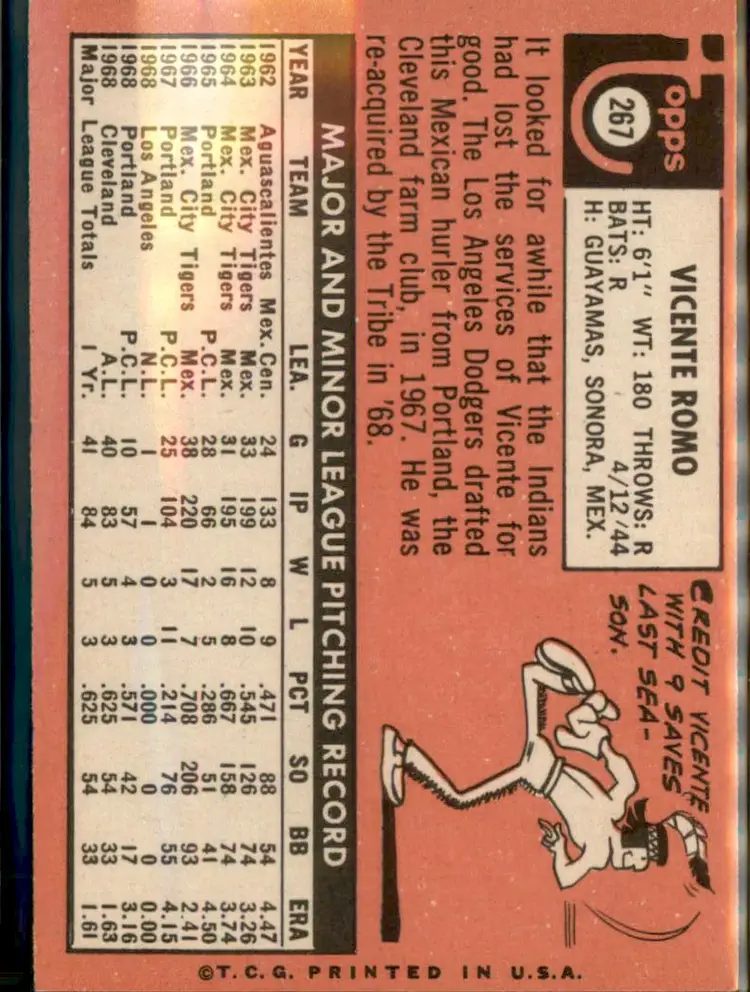 Topps
267
VICENTE ROMO
HT: 6'1" WT: 180 THROWS: R
BATS: R 4/12/'44
H: GUAYAMAS, SONORA, MEX.
CREDIT VICENTE
WITH 9 SAVES
LAST SEA-
SON.
It looked for awhile that the Indians
had lost the services of Vicente for
good. The Los Angeles Dodgers drafted
this Mexican hurler from Portland, the
Cleveland farm club, in 1967. He was
re-acquired by the Tribe in '68.
MAJOR AND MINOR LEAGUE PITCHING RECORD
YEAR TEAM LEA. G IP W L PCT SO BB ERA
1962 Aguascalientes Mex. Cen. 24 133 8 9 .471 88 54 4.47
1963 Mex. City Tigers Mex. 33 199 12 10 .545 126 74 3.26
1964 Mex. City Tigers Mex. 31 195 16 8 .667 158 74 3.74
1965 Portland P.C.L. 28 66 2 5 .286 51 41 4.50
1966 Mex. City Tigers Mex. 38 220 17 7 .708 206 93 2.41
1967 Portland P.C.L. 25 104 3 11 .214 76 55 4.15
1968 Los Angeles N.L. 1 1 0 0 .000 0 0 0.00
1968 Portland P.C.L. 10 57 4 3 .571 42 17 3.16
1968 Cleveland A.L. 40 83 5 3 .625 54 33 1.63
Major League Totals 1 Yr. 41 84 5 3 .625 54 33 1.61
©T.C.G. PRINTED IN U.S.A.